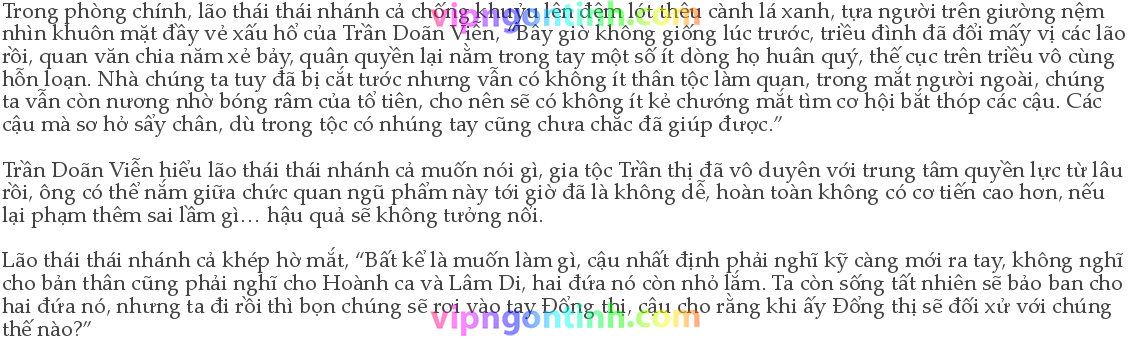 Trong phòng chính, lão thái thái nhánh cả chống khuỷu lên đệm lót thêu cành lá xanh, tựa người trên giường nệm
nhìn khuôn mặt đầy vẻ xấu hổ của Trần Doãn Viễn, “Bây giờ không giống lúc trước, triều đình đã đổi mấy vị các lão
rồi, quan văn chia năm xẻ bảy, quân quyền lại nằm trong tay một số ít dòng họ huân quý, thế cục trên triều vô cùng
hỗn loạn. Nhà chúng ta tuy đã bị cắt tước nhưng vẫn có không ít thân tộc làm quan, trong mắt người ngoài, chúng
ta vẫn còn nương nhờ bóng râm của tổ tiên, cho nên sẽ có không ít kẻ chướng mắt tìm cơ hội bắt thóp các cậu. Các
cậu mà sơ hở sẩy chân, dù trong tộc có nhúng tay cũng chưa chắc đã giúp được.”
Trần Doãn Viễn hiểu lão thái thái nhánh cả muốn nói gì, gia tộc Trần thị đã vô duyên với trung tâm quyền lực từ lâu
rồi, ông có thể nắm giữa chức quan ngũ phẩm này tới giờ đã là không dễ, hoàn toàn không có cơ tiến cao hơn, nếu
lại phạm thêm sai lầm gì… hậu quả sẽ không tưởng nổi.
Lão thái thái nhánh cả khép hờ mắt, “Bất kể là muốn làm gì, cậu nhất định phải nghĩ kỹ càng mới ra tay, không nghĩ
cho bản thân cũng phải nghĩ cho Hoành ca và Lâm Di, hai đứa nó còn nhỏ lắm. Ta còn sống tất nhiên sẽ bảo ban cho
hai đứa nó, nhưng ta đi rồi thì bọn chúng sẽ rơi vào tay Đổng thị, cậu cho rằng khi ấy Đổng thị sẽ đối xử với chúng
thế nào?”
vipngontinh.com
vipngontinh.com